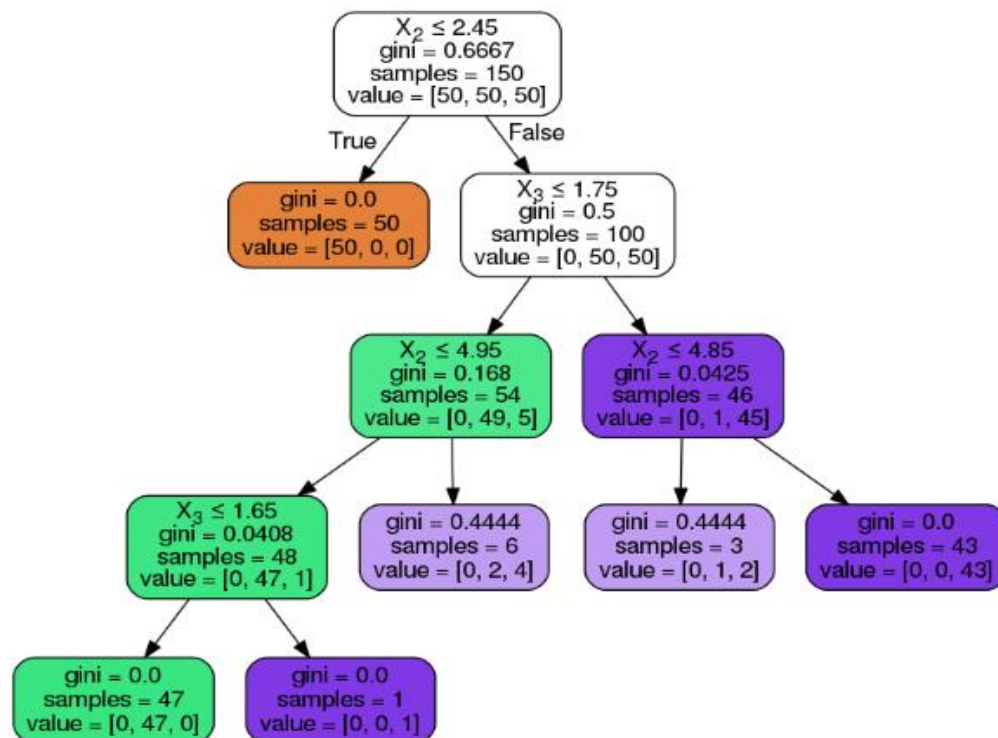 X₂ ≤ 2.45
gini = 0.6667
samples = 150
value = [50, 50, 50]
True
False
gini = 0.0
samples = 50
value = [50, 0, 0]
X₃ ≤ 1.75
gini = 0.5
samples = 100
value = [0, 50, 50]
X₂ ≤ 4.95
gini = 0.168
samples = 54
value = [0, 49, 5]
X₂ ≤ 4.85
gini = 0.0425
samples = 46
value = [0, 1, 45]
X₃ ≤ 1.65
gini = 0.0408
samples = 48
value = [0, 47, 1]
gini = 0.4444
samples = 6
value = [0, 2, 4]
gini = 0.4444
samples = 3
value = [0, 1, 2]
gini = 0.0
samples = 43
value = [0, 0, 43]
gini = 0.0
samples = 47
value = [0, 47, 0]
gini = 0.0
samples = 1
value = [0, 0, 1]